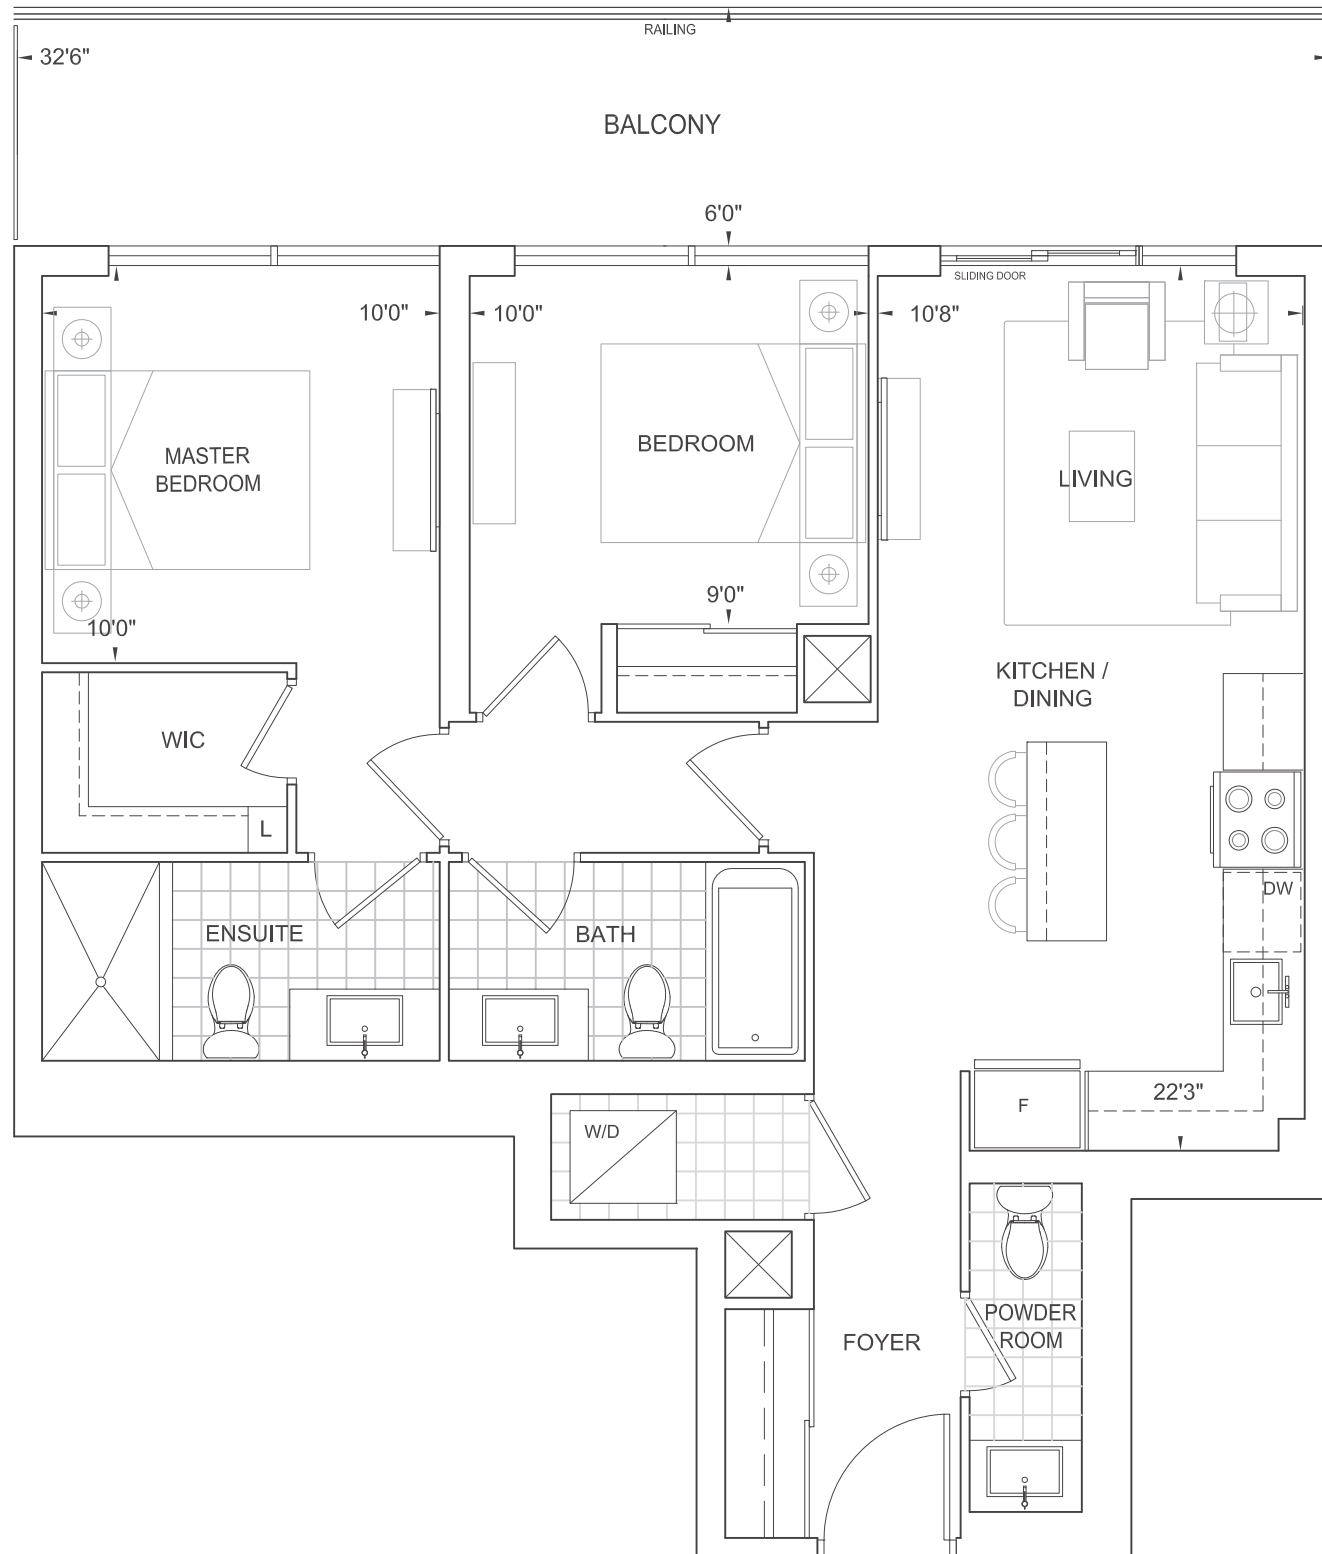 RAILING
32'6"
BALCONY
6'0"
SLIDING DOOR
10'0"
10'0"
10'8"
MASTER
BEDROOM
BEDROOM
LIVING
9'0"
10'0"
KITCHEN /
DINING
WIC
L
DW
ENSUITE
BATH
22'3"
F
W/D
POWDER
ROOM
FOYER